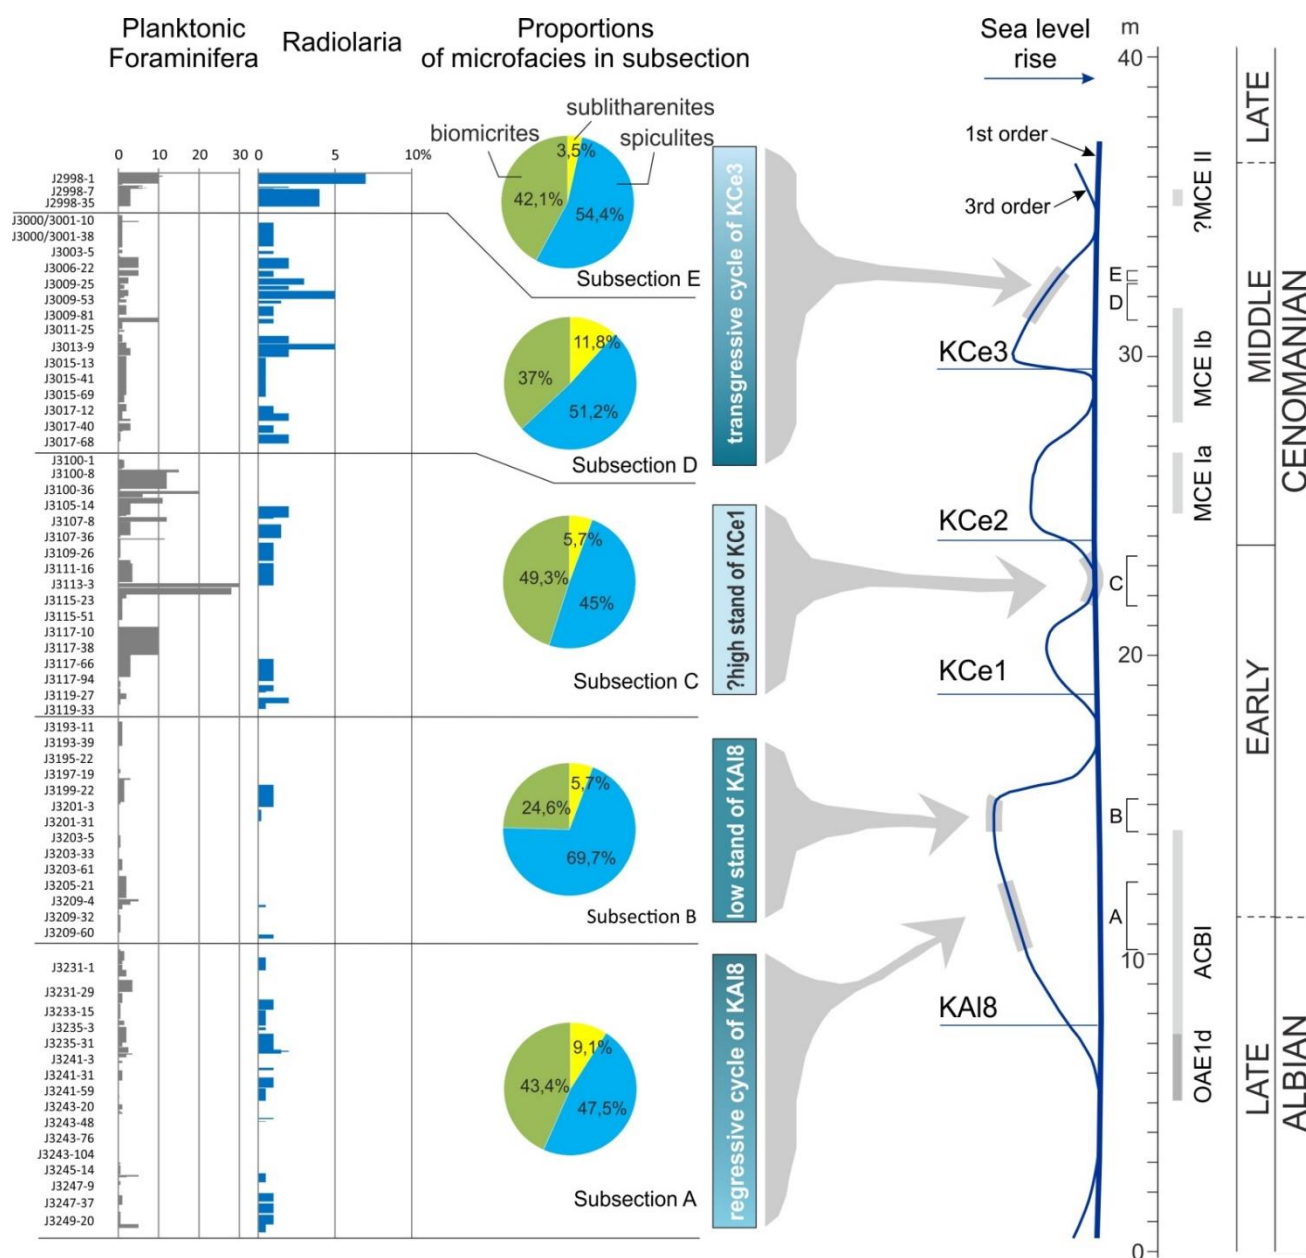 Planktonic
Foraminifera
Radiolaria
Proportions
of microfacies in subsection
Sea level
rise
m
0
10
20
30
0
5
10%
J2998-1
J2998-7
J2998-35
J3000/3001-10
J3000/3001-38
J3003-5
J3006-22
J3009-25
J3009-53
J3009-81
J3011-25
J3013-9
J3015-13
J3015-41
J3015-69
J3017-12
J3017-40
J3017-68
J3100-1
J3100-8
J3100-36
J3105-14
J3107-8
J3107-36
J3109-26
J3111-16
J3113-3
J3115-23
J3115-51
J3117-10
J3117-38
J3117-66
J3117-94
J3119-27
J3119-33
J3193-11
J3193-39
J3195-22
J3197-19
J3199-22
J3201-3
J3201-31
J3203-5
J3203-33
J3203-61
J3205-21
J3209-4
J3209-32
J3209-60
J3231-1
J3231-29
J3233-15
J3235-3
J3235-31
J3241-3
J3241-31
J3241-59
J3243-20
J3243-48
J3243-76
J3243-104
J3245-14
J3247-9
J3247-37
J3249-20
sublitharenites
biomicrites
spiculites
3,5%
42,1%
54,4%
Subsection E
11,8%
37%
51,2%
Subsection D
5,7%
49,3%
45%
Subsection C
5,7%
24,6%
69,7%
Subsection B
9,1%
43,4%
47,5%
Subsection A
transgressive cycle of KCe3
?high stand of KCe1
low stand of KAl8
regressive cycle of KAl8
1st order
3rd order
KCe3
KCe2
KCe1
KAl8
E
D
C
B
A
40
30
20
10
0
?MCE II
MCE Ib
MCE Ia
ACBI
OAE1d
LATE
MIDDLE
EARLY
LATE
CENOMANIAN
ALBIAN